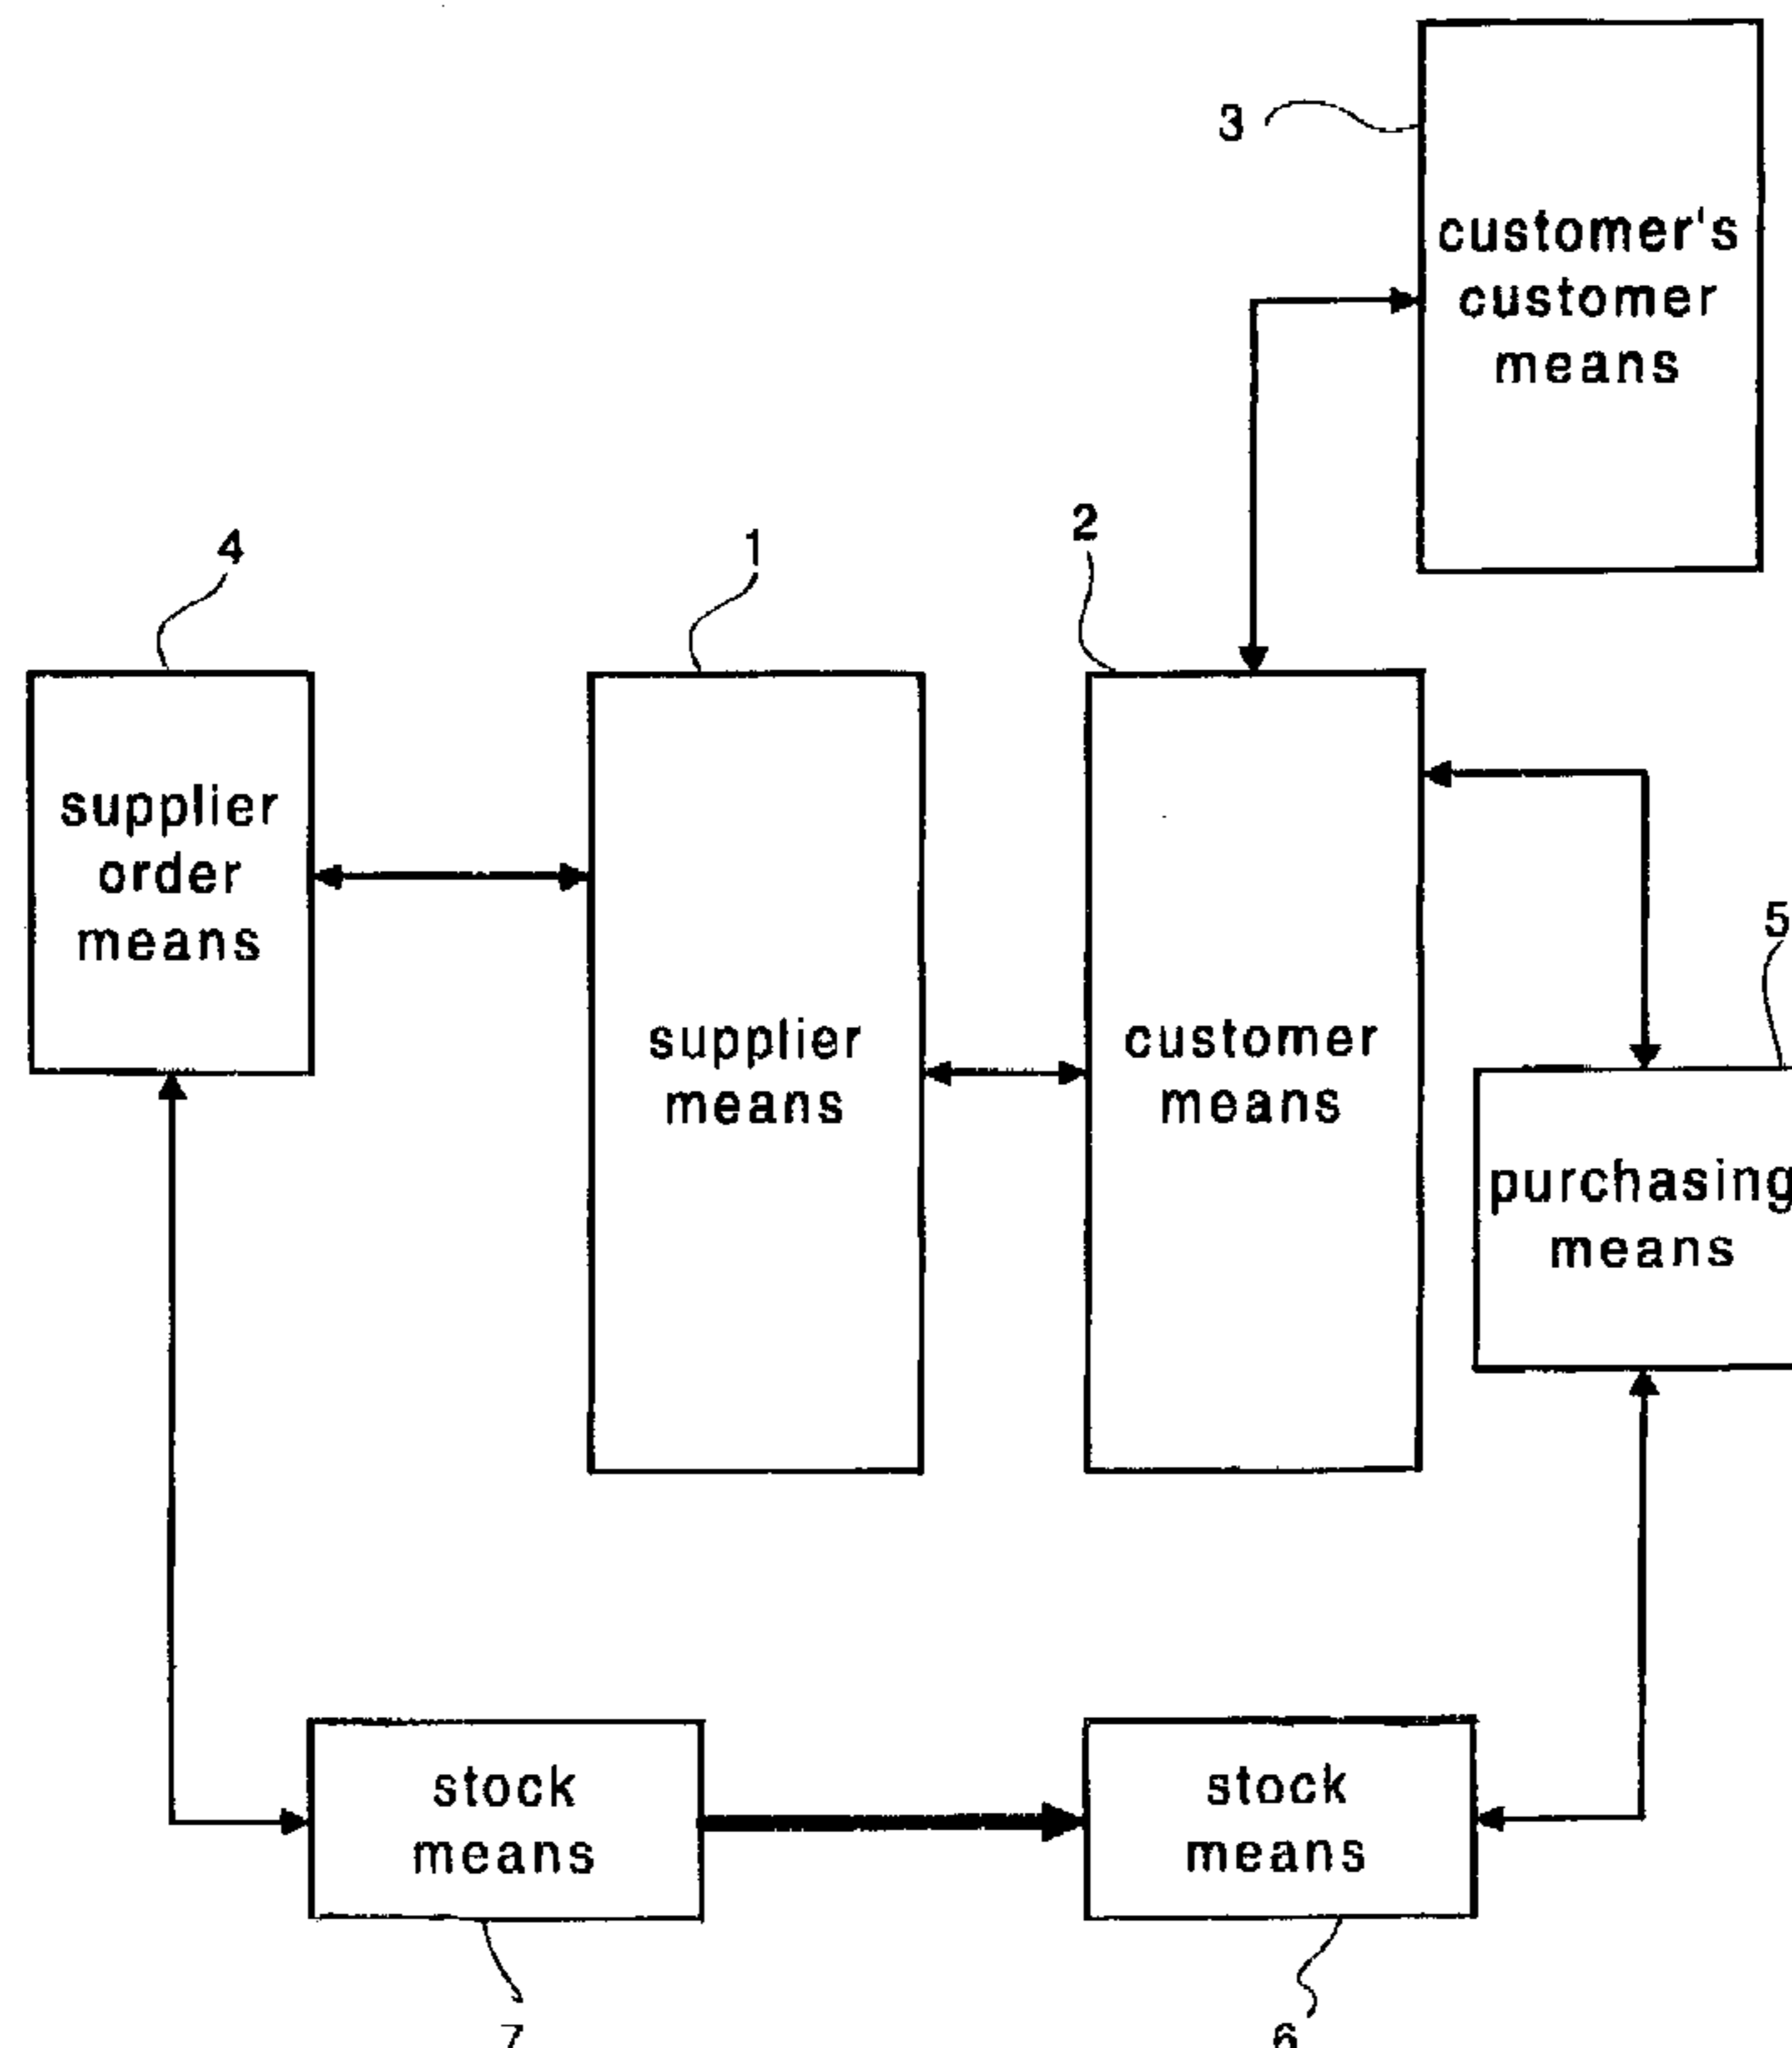 3
customer's
customer
means
4
1
2
supplier
order
means
supplier
means
customer
means
5
purchasing
means
stock
means
stock
means
7
6